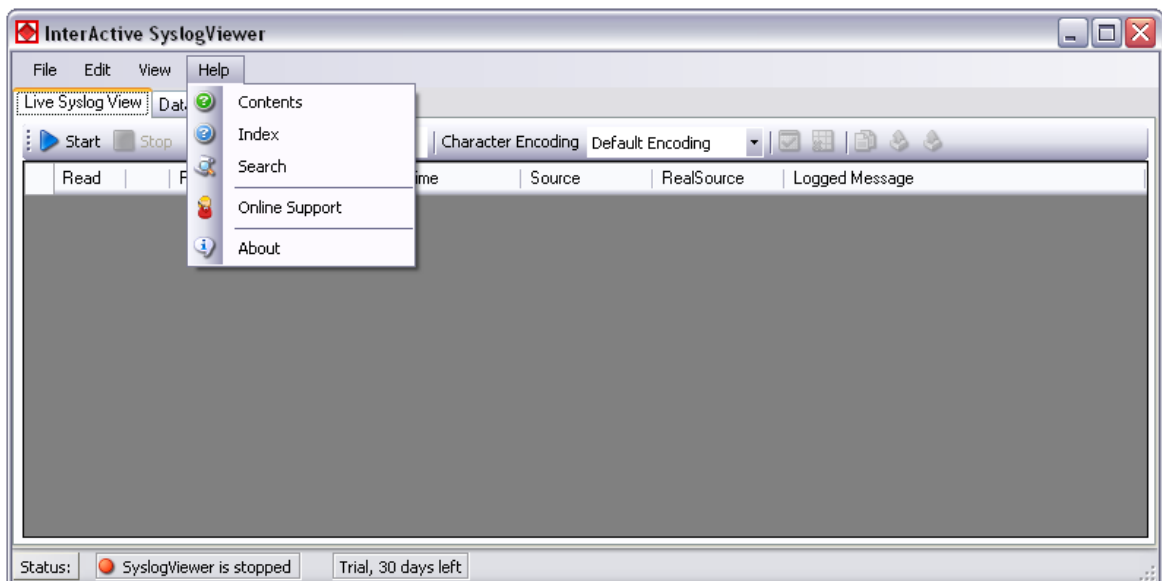 InterActive SyslogViewer
File Edit View Help
Live Syslog View
Contents
Index
Search
Online Support
About
Start Stop Character Encoding Default Encoding
Read Source RealSource Logged Message
Status: SyslogViewer is stopped Trial, 30 days left